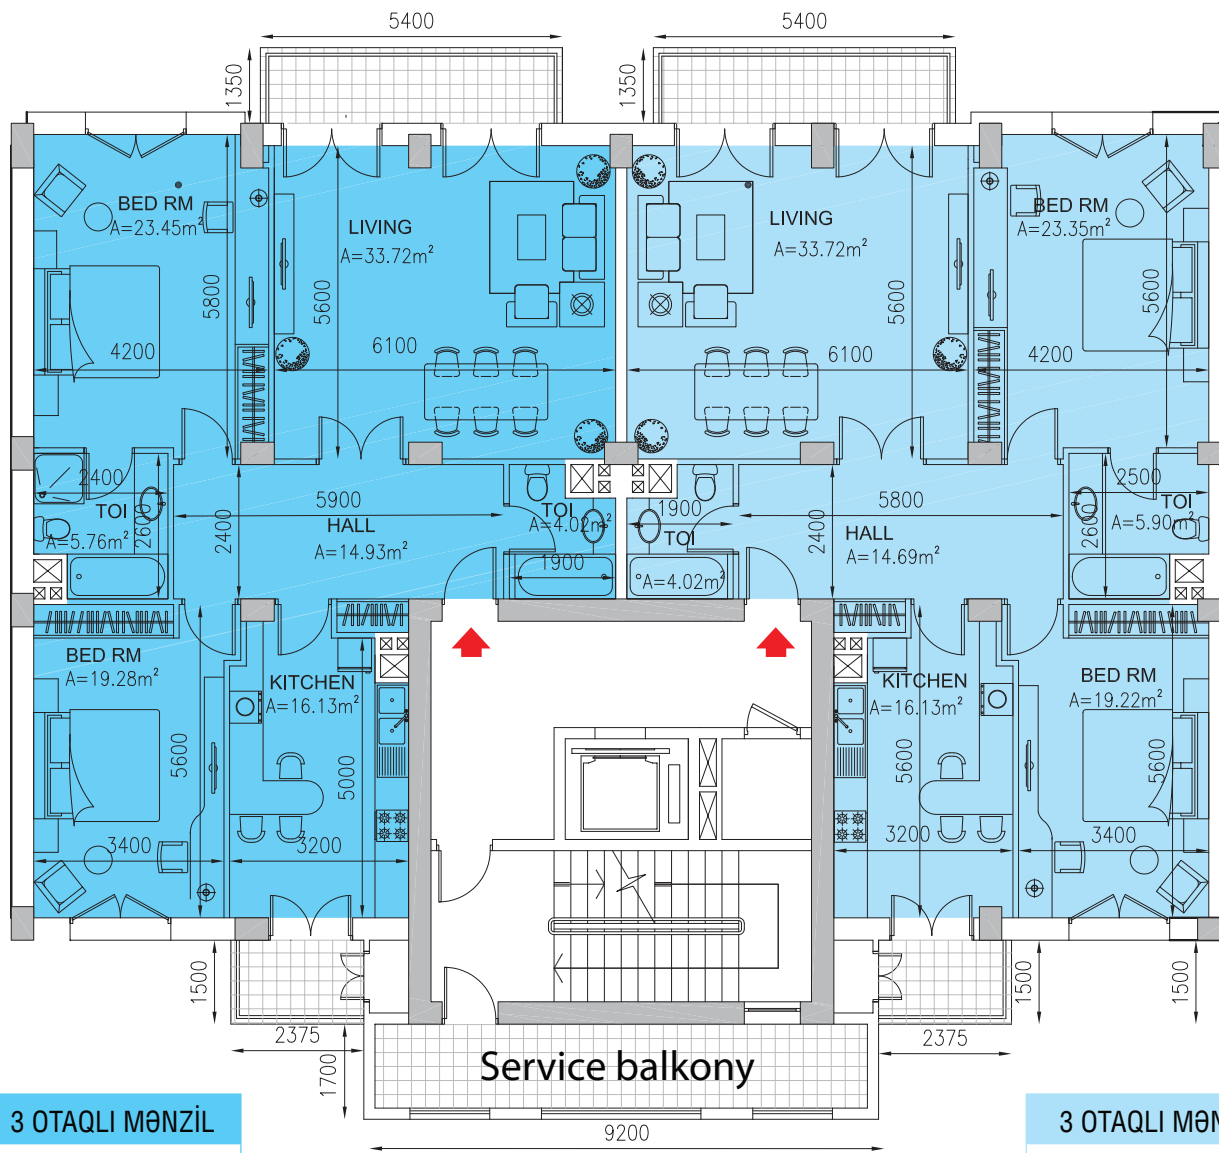 5400
5400
1350
1350
BED RM
A=23.45m²
LIVING
A=33.72m²
LIVING
A=33.72m²
BED RM
A=23.35m²
5800
5600
5600
5600
4200
6100
6100
4200
2400
TOI
A=5.76m²
2600
2400
5900
HALL
A=14.93m²
TOI
A=4.02m²
1900
1900
TOI
A=4.02m²
2400
5800
HALL
A=14.69m²
2500
TOI
A=5.90m²
2600
BED RM
A=19.28m²
KITCHEN
A=16.13m²
KITCHEN
A=16.13m²
BED RM
A=19.22m²
5600
5000
5600
5600
3400
3200
3200
3400
1500
1500
1500
2375
2375
1700
Service balkony
9200
3 OTAQLI MƏNZİL
3 OTAQLI MƏN